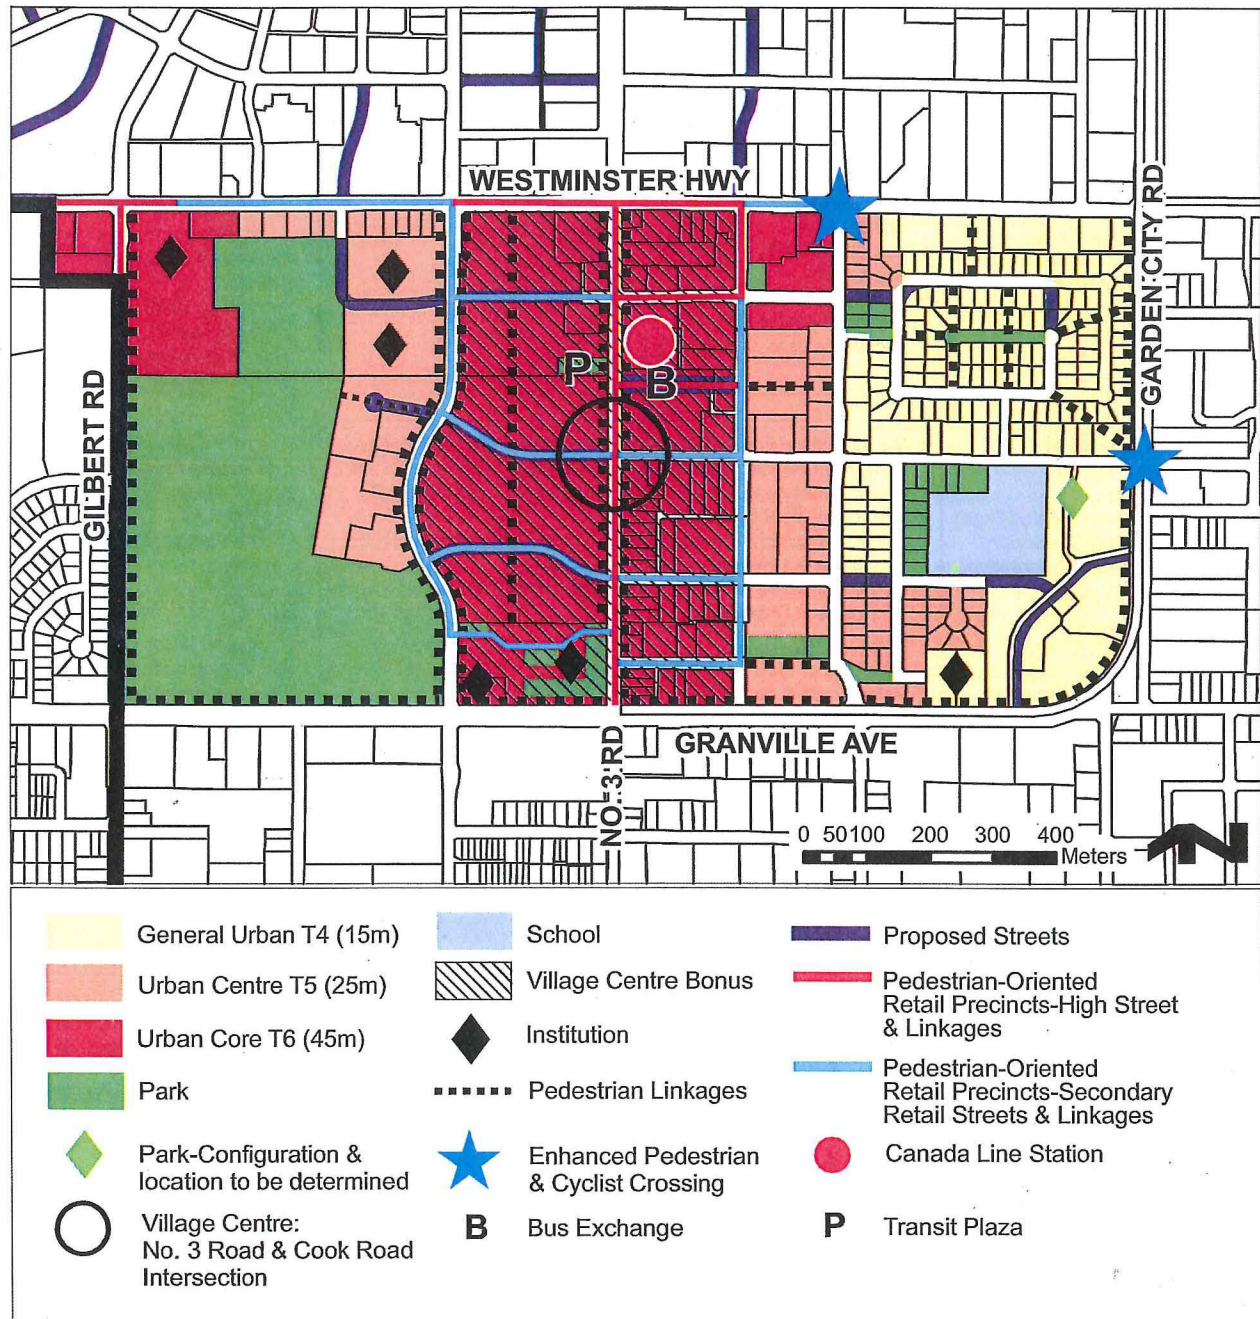 WESTMINSTER HWY
GARDEN CITY RD
GILBERT RD
P
B
NO. 3 RD
GRANVILLE AVE
0 50 100 200 300 400
Meters
N
General Urban T4 (15m)
Urban Centre T5 (25m)
Urban Core T6 (45m)
Park
Park-Configuration &
location to be determined
Village Centre:
No. 3 Road & Cook Road
Intersection
School
Village Centre Bonus
Institution
Pedestrian Linkages
Enhanced Pedestrian
& Cyclist Crossing
B Bus Exchange
Proposed Streets
Pedestrian-Oriented
Retail Precincts-High Street
& Linkages
Pedestrian-Oriented
Retail Precincts-Secondary
Retail Streets & Linkages
Canada Line Station
P Transit Plaza